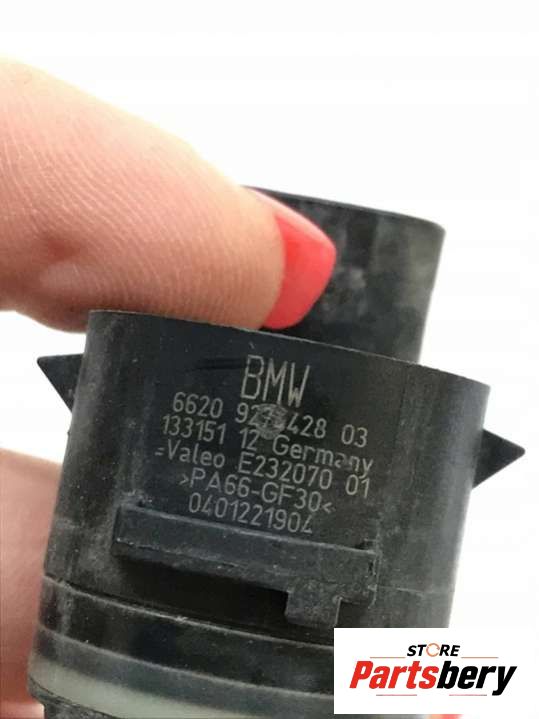 BMW
6620 03
133151 12 Germany
Valeo E232070 01
>PA66-GF30<
0401221904
STORE
Partsbery